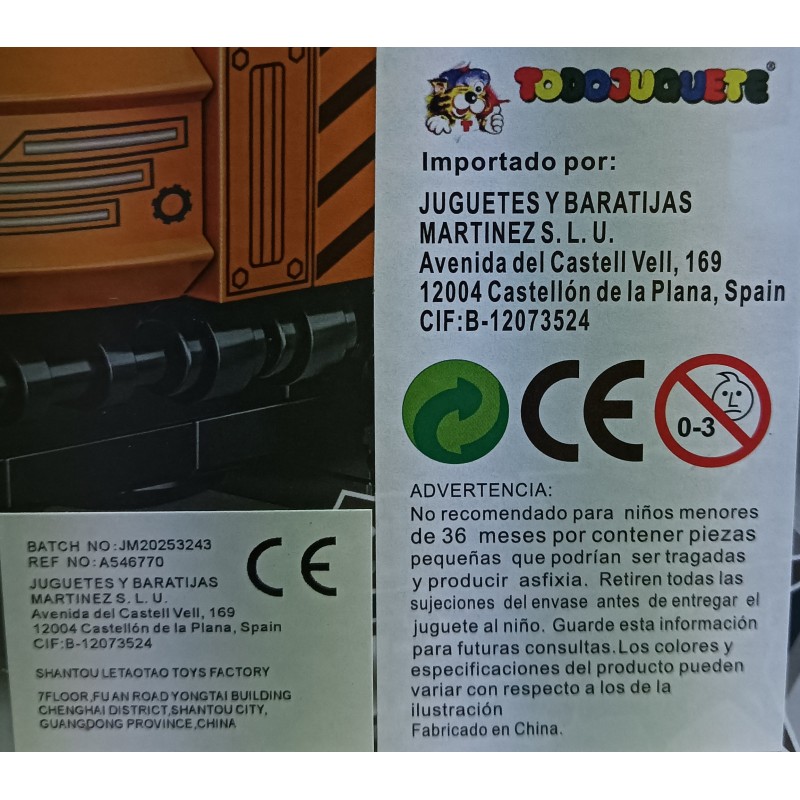 TODOJUGUETE®
Importado por:
JUGUETES Y BARATIJAS
MARTINEZ S. L. U.
Avenida del Castell Vell, 169
12004 Castellón de la Plana, Spain
CIF:B-12073524
CE
0-3
ADVERTENCIA:
No recomendado para niños menores
de 36 meses por contener piezas
pequeñas que podrían ser tragadas
y producir asfixia. Retiren todas las
sujeciones del envase antes de entregar el
juguete al niño. Guarde esta información
para futuras consultas.Los colores y
especificaciones del producto pueden
variar con respecto a los de la
ilustración
Fabricado en China.
BATCH NO:JM20253243
REF NO:A546770
CE
JUGUETES Y BARATIJAS
MARTINEZ S. L. U.
Avenida del Castell Vell, 169
12004 Castellón de la Plana, Spain
CIF:B-12073524
SHANTOU LETAOTAO TOYS FACTORY
7FLOOR,FU AN ROAD YONGTAI BUILDING
CHENGHAI DISTRICT,SHANTOU CITY,
GUANGDONG PROVINCE,CHINA